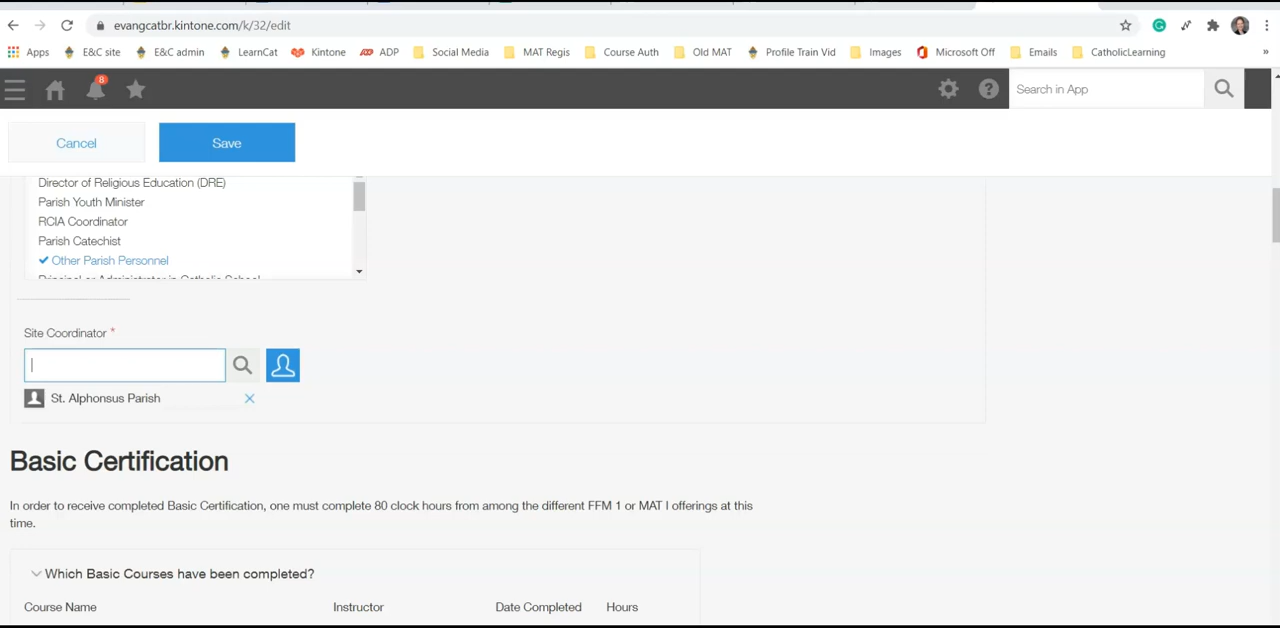 evangcatbr.kintone.com/k/32/edit
Apps E&C site E&C admin LearnCat Kintone ADP Social Media MAT Regis Course Auth Old MAT Profile Train Vid Images Microsoft Off Emails CatholicLearning »
8 Search in App
Cancel Save
Director of Religious Education (DRE)
Parish Youth Minister
RCIA Coordinator
Parish Catechist
Other Parish Personnel
Principal or Administrator in Catholic School
Site Coordinator *
St. Alphonsus Parish
Basic Certification
In order to receive completed Basic Certification, one must complete 80 clock hours from among the different FFM 1 or MAT I offerings at this
time.
Which Basic Courses have been completed?
Course Name Instructor Date Completed Hours